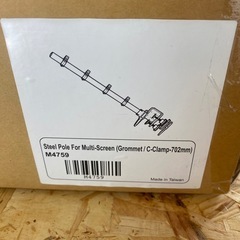 Steel Pole For Multi-Screen (Grommet / C-Clamp-702mm)
M4759
M4759
Made in Taiwan